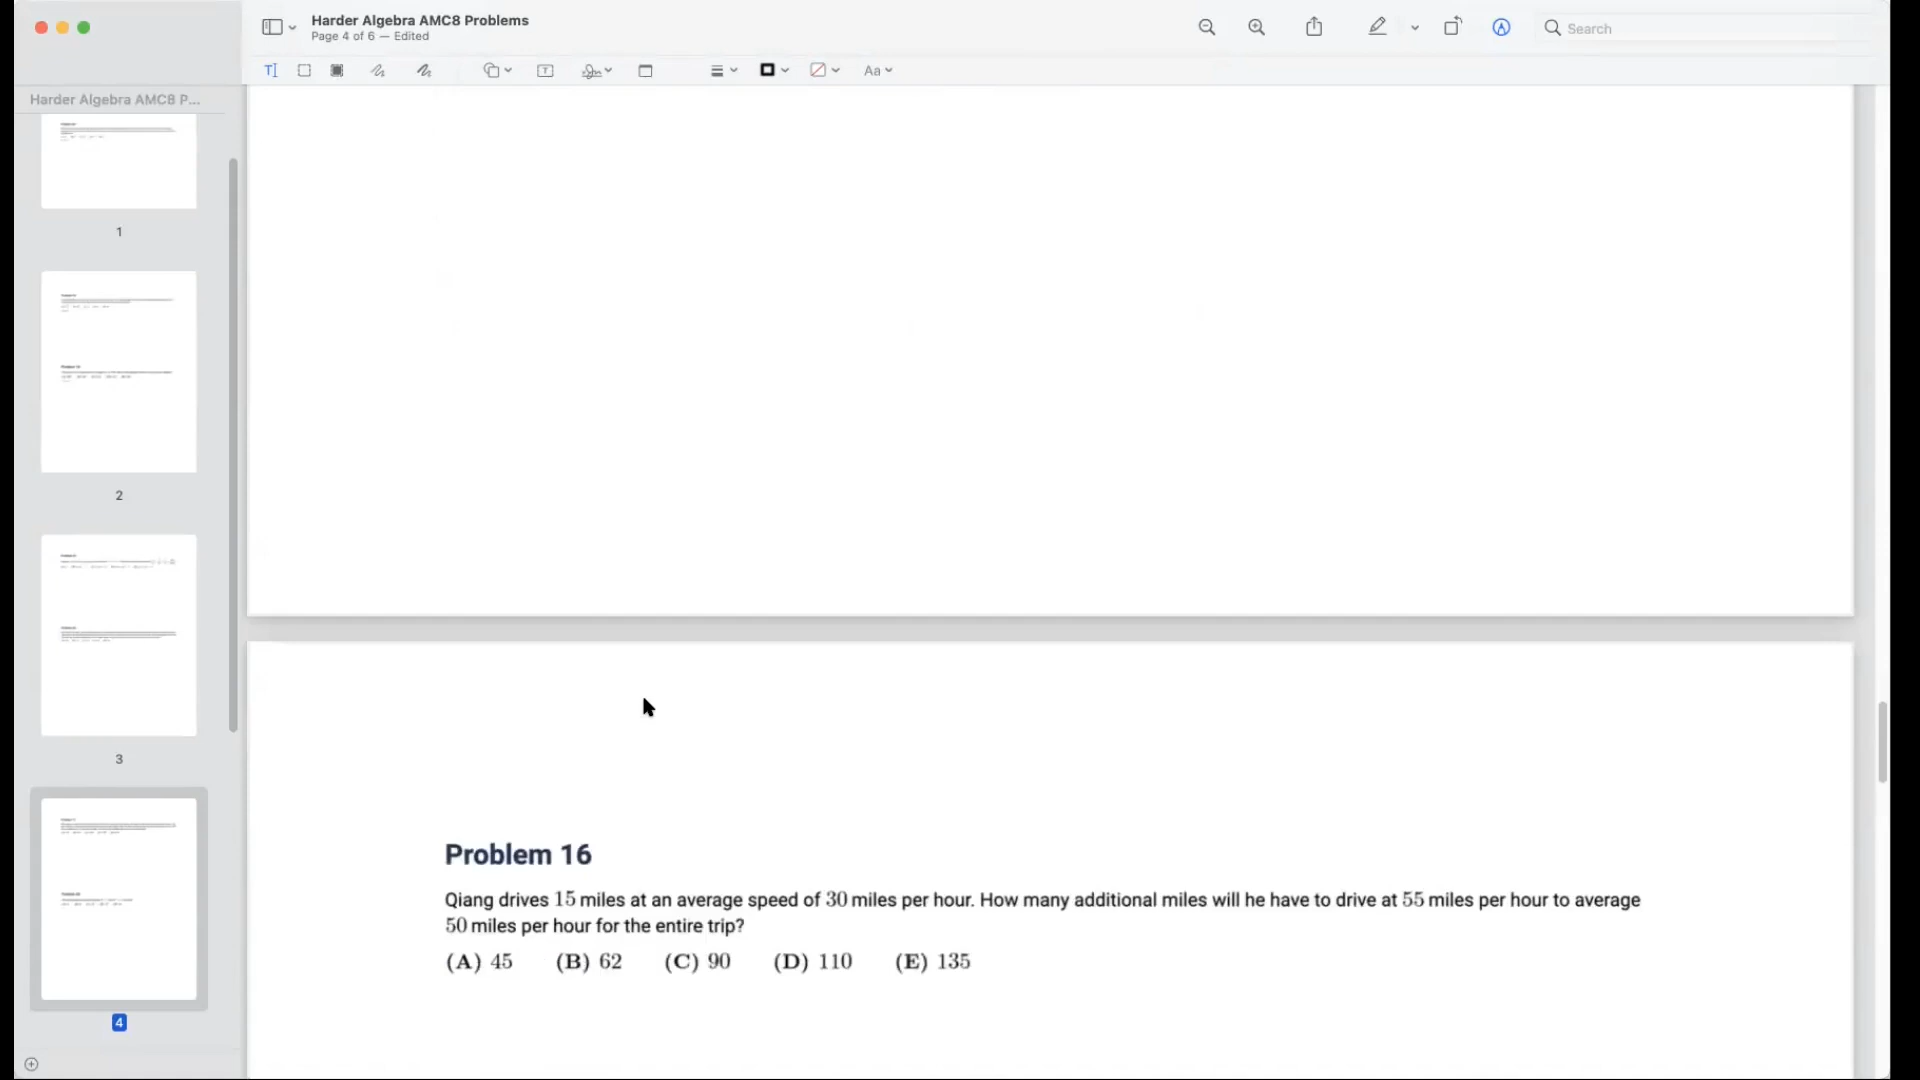 Harder Algebra AMC8 Problems
Page 4 of 6 — Edited
Search
Aa
Harder Algebra AMC8 P...
1
2
3
4
Problem 16
Qiang drives 15 miles at an average speed of 30 miles per hour. How many additional miles will he have to drive at 55 miles per hour to average
50 miles per hour for the entire trip?
(A) 45 (B) 62 (C) 90 (D) 110 (E) 135